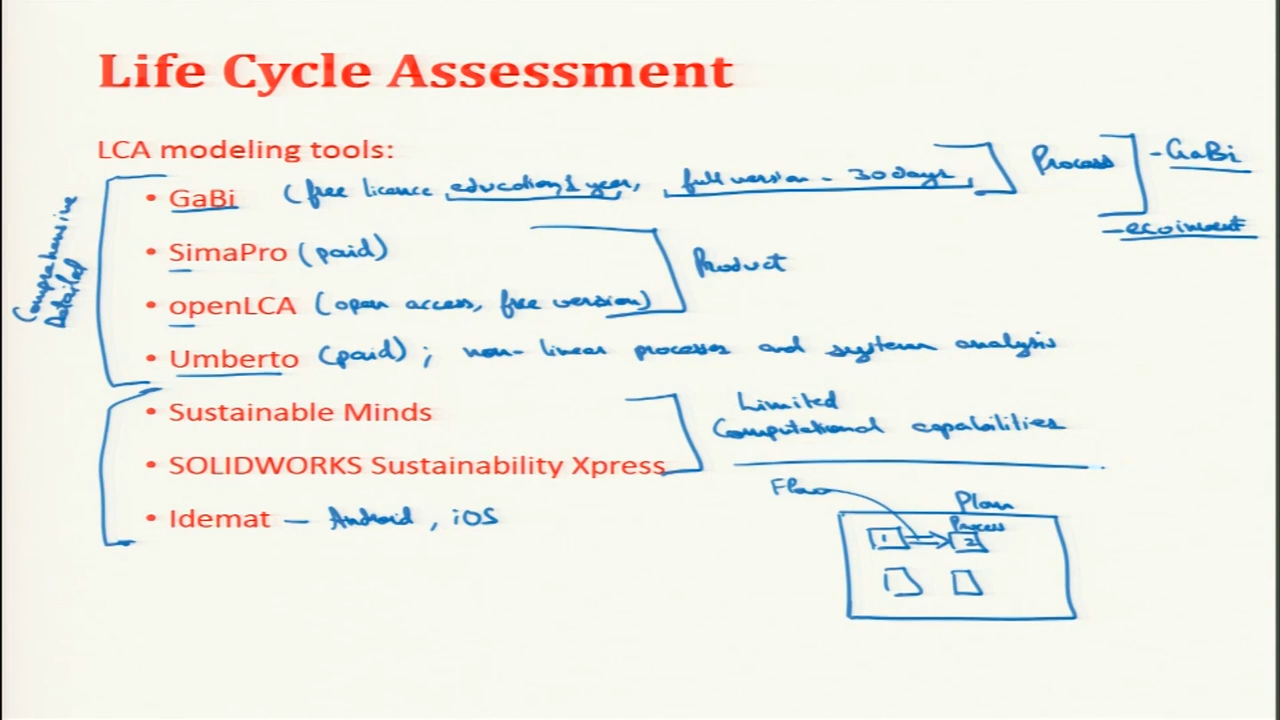 Life Cycle Assessment
LCA modeling tools:
• GaBi (free licence education 1 year, full version - 30 days, Process - GaBi
- ecoinvent
• SimaPro (paid)
Product
• openLCA (open access, free version)
• Umberto (paid) ; non-linear processes and system analysis
Comprehensive
Detailed
• Sustainable Minds
Limited
Computational capabilities
• SOLIDWORKS Sustainability Xpress
• Idemat - Android, iOS
Flow
Plan
Process
1 2